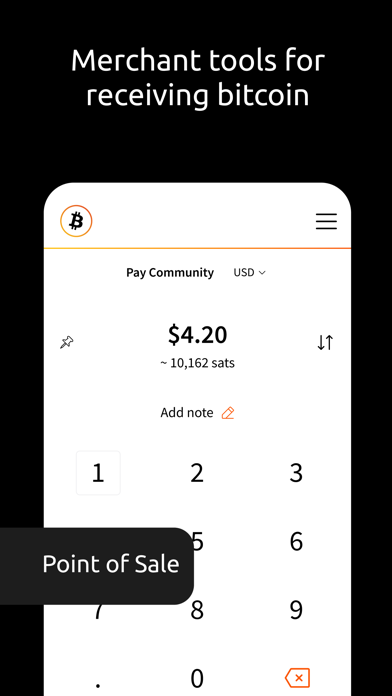 Merchant tools for
receiving bitcoin
Pay Community USD
$4.20
~ 10,162 sats
Add note
1 2 3
5 6
Point of Sale
7 8 9
. 0